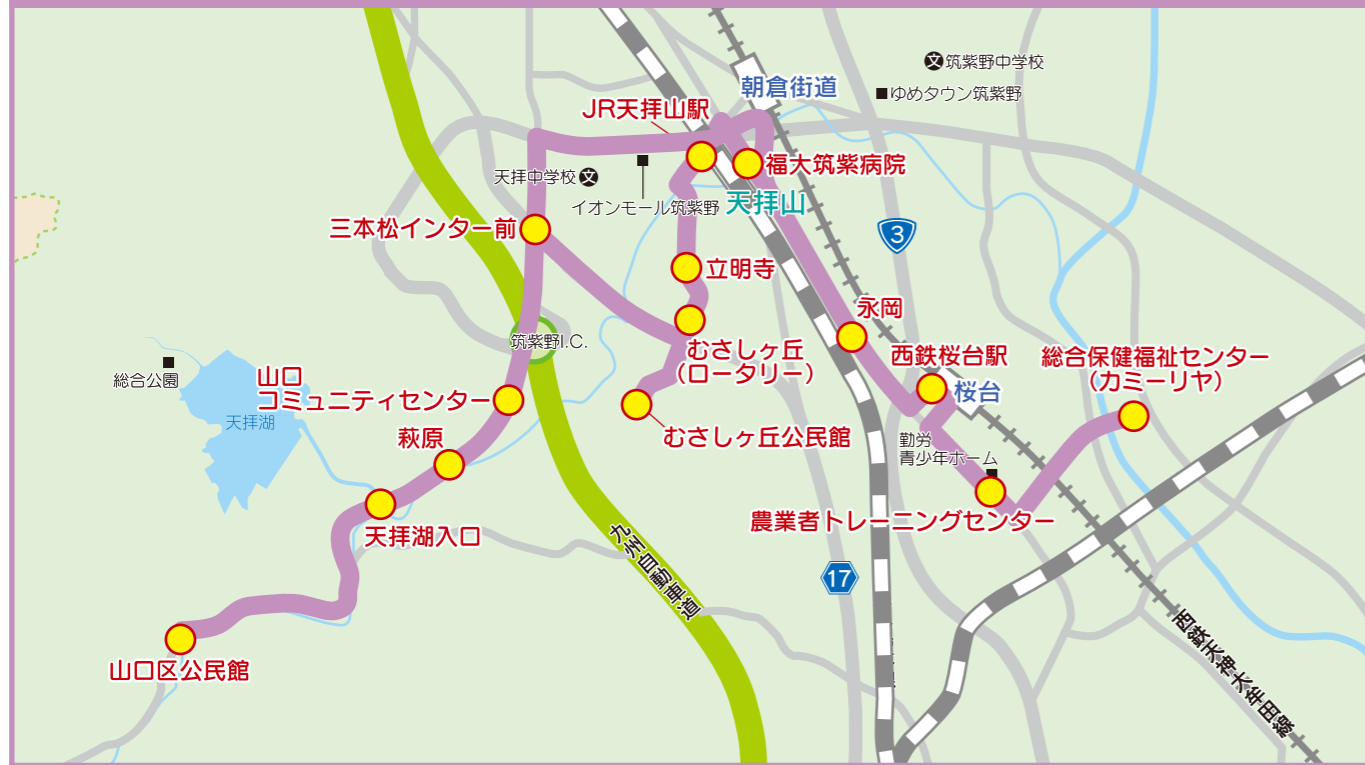 筑紫野中学校
朝倉街道
ゆめタウン筑紫野
JR天拝山駅
福大筑紫病院
天拝中学校
イオンモール筑紫野
天拝山
三本松インター前
3
立明寺
永岡
筑紫野I.C.
むさしヶ丘
（ロータリー）
西鉄桜台駅
総合保健福祉センター
（カミーリヤ）
総合公園
山口
コミュニティセンター
桜台
天拝湖
萩原
むさしヶ丘公民館
勤労
青少年ホーム
天拝湖入口
農業者トレーニングセンター
九州自動車道
17
西鉄天神大牟田線
山口区公民館